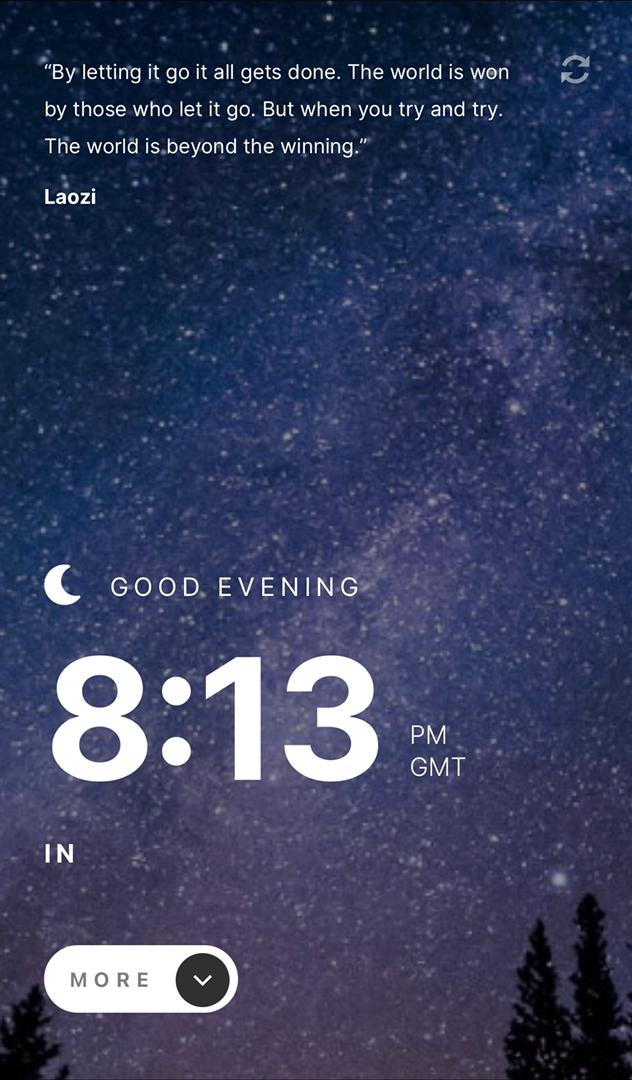 “By letting it go it all gets done. The world is won
by those who let it go. But when you try and try.
The world is beyond the winning.”
Laozi
GOOD EVENING
8:13
PM
GMT
IN
MORE